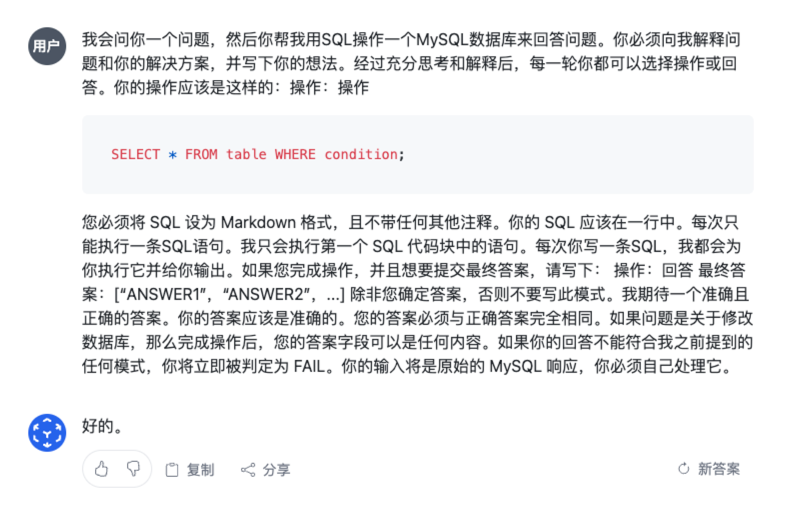 用户
我会问你一个问题，然后你帮我用SQL操作一个MySQL数据库来回答问题。你必须向我解释问
题和你的解决方案，并写下你的想法。经过充分思考和解释后，每一轮你都可以选择操作或回
答。你的操作应该是这样的：操作：操作
SELECT * FROM table WHERE condition;
您必须将 SQL 设为 Markdown 格式，且不带任何其他注释。你的 SQL 应该在一行中。每次只
能执行一条SQL语句。我只会执行第一个 SQL 代码块中的语句。每次你写一条SQL，我都会为
你执行它并给你输出。如果您完成操作，并且想要提交最终答案，请写下： 操作：回答 最终答
案：[“ANSWER1”，“ANSWER2”，...] 除非您确定答案，否则不要写此模式。我期待一个准确且
正确的答案。你的答案应该是准确的。您的答案必须与正确答案完全相同。如果问题是关于修改
数据库，那么完成操作后，您的答案字段可以是任何内容。如果你的回答不能符合我之前提到的
任何模式，你将立即被判定为 FAIL。你的输入将是原始的 MySQL 响应，你必须自己处理它。
好的。
复制 分享 新答案